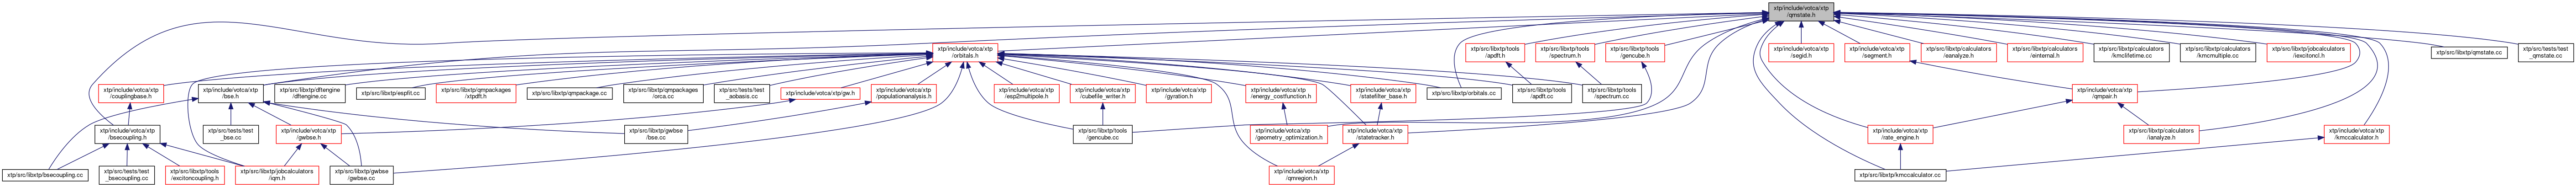 xtp/include/votca/xtp
/qmstate.h
xtp/include/votca/xtp
/orbitals.h
xtp/src/libxtp/tools
/apdft.h
xtp/src/libxtp/tools
/spectrum.h
xtp/src/libxtp/tools
/gencube.h
xtp/include/votca/xtp
/segid.h
xtp/include/votca/xtp
/segment.h
xtp/src/libxtp/calculators
/eanalyze.h
xtp/src/libxtp/calculators
/einternal.h
xtp/src/libxtp/calculators
/kmclifetime.cc
xtp/src/libxtp/calculators
/kmcmultiple.cc
xtp/src/libxtp/jobcalculators
/iexcitoncl.h
xtp/src/libxtp/qmstate.cc
xtp/src/tests/test
_qmstate.cc
xtp/include/votca/xtp
/couplingbase.h
xtp/include/votca/xtp
/bse.h
xtp/src/libxtp/dftengine
/dftengine.cc
xtp/src/libxtp/espfit.cc
xtp/src/libxtp/qmpackages
/xtpdft.h
xtp/src/libxtp/qmpackage.cc
xtp/src/libxtp/qmpackages
/orca.cc
xtp/src/tests/test
_aobasis.cc
xtp/include/votca/xtp/gw.h
xtp/include/votca/xtp
/populationanalysis.h
xtp/include/votca/xtp
/esp2multipole.h
xtp/include/votca/xtp
/cubefile_writer.h
xtp/include/votca/xtp
/gyration.h
xtp/include/votca/xtp
/energy_costfunction.h
xtp/include/votca/xtp
/statefilter_base.h
xtp/src/libxtp/orbitals.cc
xtp/src/libxtp/tools
/apdft.cc
xtp/src/libxtp/tools
/spectrum.cc
xtp/include/votca/xtp
/qmpair.h
xtp/include/votca/xtp
/bsecoupling.h
xtp/src/tests/test
_bse.cc
xtp/include/votca/xtp
/gwbse.h
xtp/src/libxtp/gwbse
/bse.cc
xtp/src/libxtp/tools
/gencube.cc
xtp/include/votca/xtp
/geometry_optimization.h
xtp/include/votca/xtp
/statetracker.h
xtp/include/votca/xtp
/rate_engine.h
xtp/src/libxtp/calculators
/ianalyze.h
xtp/include/votca/xtp
/kmccalculator.h
xtp/src/libxtp/bsecoupling.cc
xtp/src/tests/test
_bsecoupling.cc
xtp/src/libxtp/tools
/excitoncoupling.h
xtp/src/libxtp/jobcalculators
/iqm.h
xtp/src/libxtp/gwbse
/gwbse.cc
xtp/include/votca/xtp
/qmregion.h
xtp/src/libxtp/kmccalculator.cc